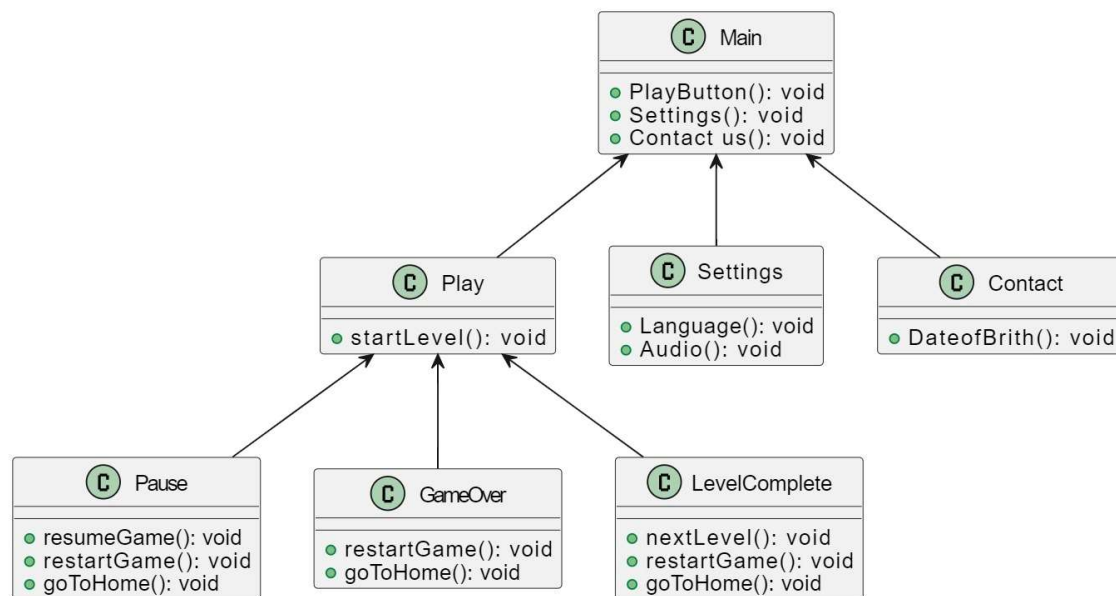 C Main
PlayButton(): void
Settings(): void
Contact us(): void
C Play
startLevel(): void
C Settings
Language(): void
Audio(): void
C Contact
DateofBrith(): void
C Pause
resumeGame(): void
restartGame(): void
goToHome(): void
C GameOver
restartGame(): void
goToHome(): void
C LevelComplete
nextLevel(): void
restartGame(): void
goToHome(): void